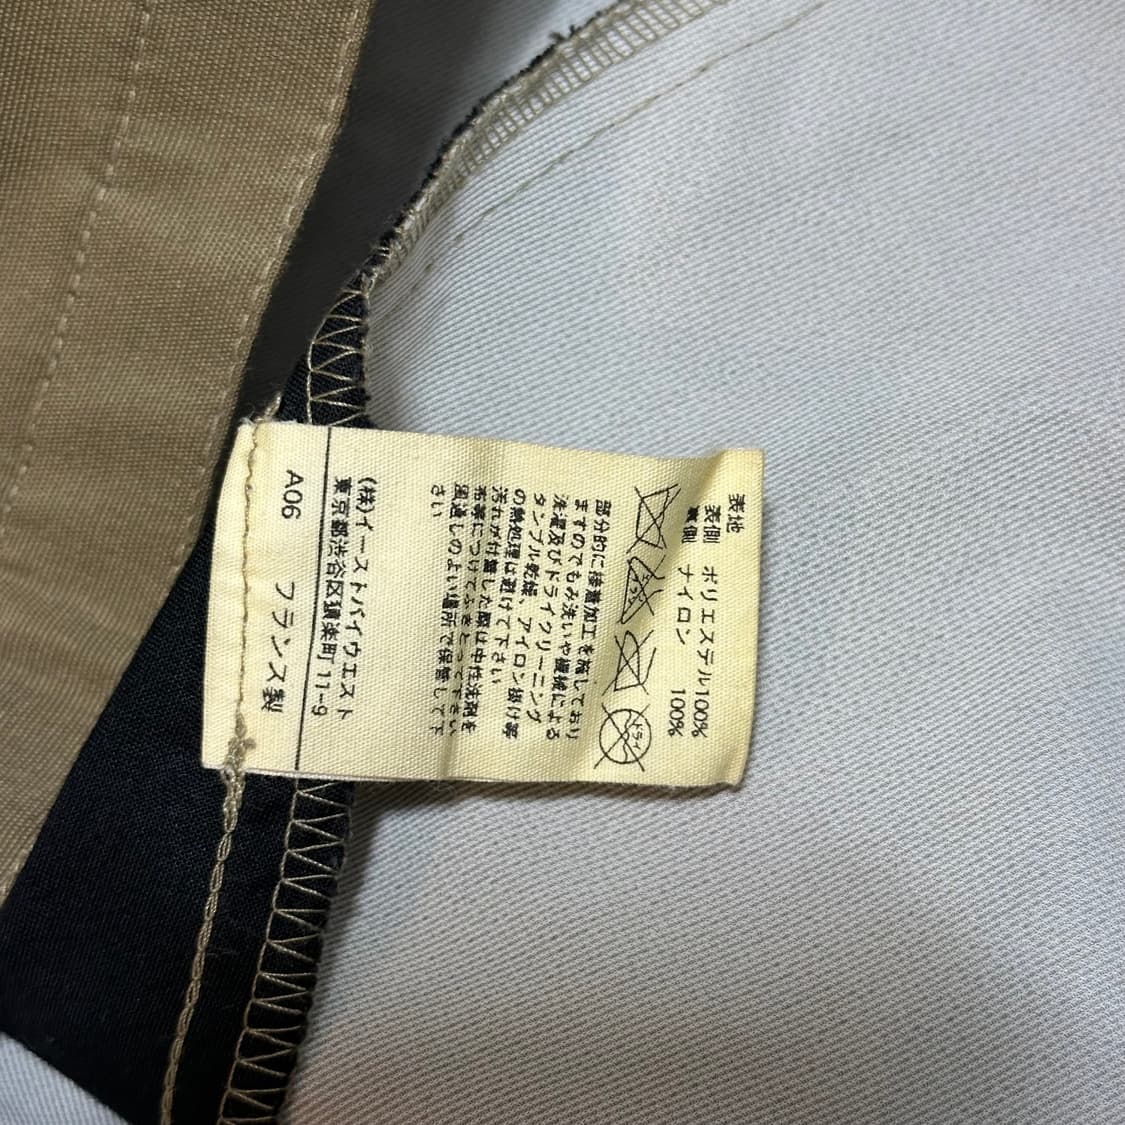 表地
表側 ポリエステル100%
裏側 ナイロン 100%
ドライ
部分的に接着加工を施しており
ますのでもみ洗いや機械による
洗濯及びドライクリーニング
タンブル乾燥、アイロン掛け等
の熱処理は避けて下さい
汚れが付着した際は中性洗剤を
布等につけてふきとって下さい
風通しのよい場所で保管して下
さい
(株)イーストバイウエスト
東京都渋谷区猿楽町11-9
A06 フランス製